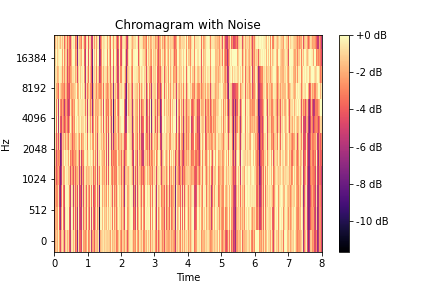 Chromagram with Noise
Hz
16384
8192
4096
2048
1024
512
0
0 1 2 3 4 5 6 7 8
Time
+0 dB
-2 dB
-4 dB
-6 dB
-8 dB
-10 dB